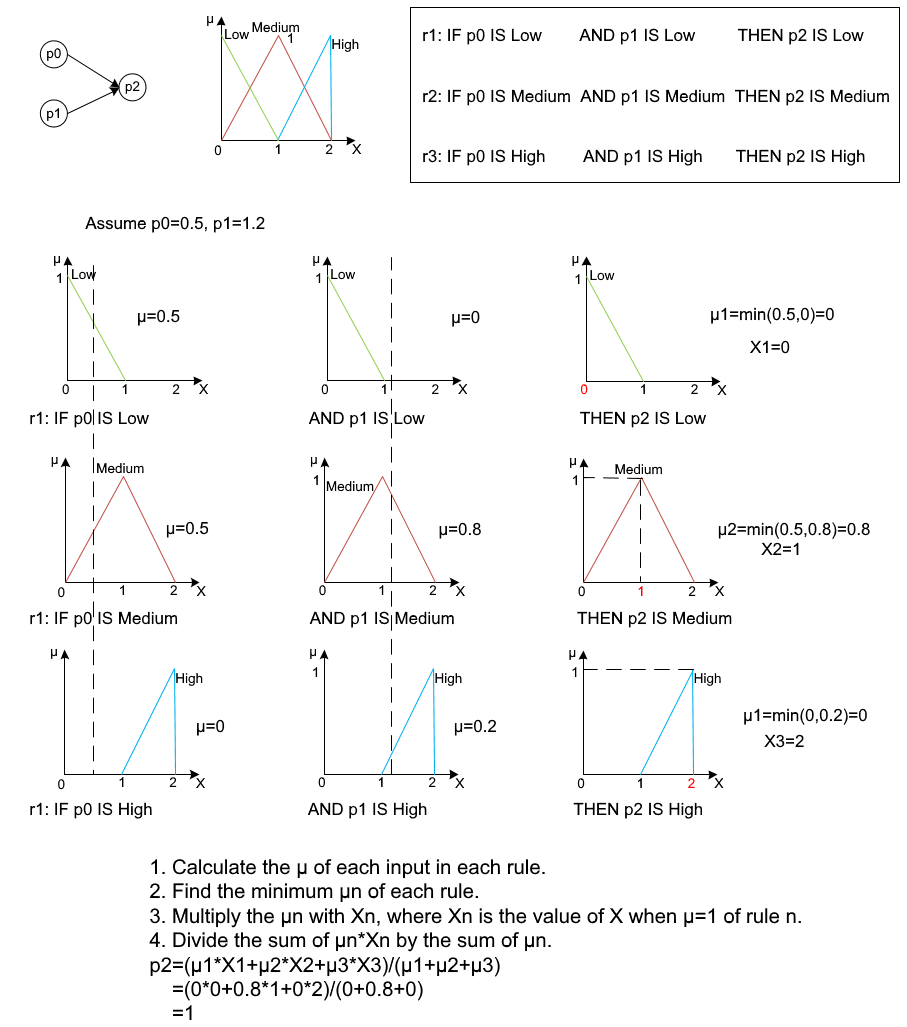 p0
p1
p2
μ
Low
Medium
1
High
0
1
2
X
r1: IF p0 IS Low AND p1 IS Low THEN p2 IS Low
r2: IF p0 IS Medium AND p1 IS Medium THEN p2 IS Medium
r3: IF p0 IS High AND p1 IS High THEN p2 IS High
Assume p0=0.5, p1=1.2
μ
1
Low
μ=0.5
0
1
2
X
r1: IF p0 IS Low
μ
1
Low
μ=0
0
1
2
X
AND p1 IS Low
μ
1
Low
μ1=min(0.5,0)=0
X1=0
0
1
2
X
THEN p2 IS Low
μ
Medium
μ=0.5
0
1
2
X
r1: IF p0 IS Medium
μ
1
Medium
μ=0.8
0
1
2
X
AND p1 IS Medium
μ
1
Medium
μ2=min(0.5,0.8)=0.8
X2=1
0
1
2
X
THEN p2 IS Medium
μ
High
μ=0
0
1
2
X
r1: IF p0 IS High
μ
1
High
μ=0.2
0
1
2
X
AND p1 IS High
μ
1
High
μ1=min(0,0.2)=0
X3=2
0
1
2
X
THEN p2 IS High
1. Calculate the μ of each input in each rule.
2. Find the minimum μn of each rule.
3. Multiply the μn with Xn, where Xn is the value of X when μ=1 of rule n.
4. Divide the sum of μn*Xn by the sum of μn.
p2=(μ1*X1+μ2*X2+μ3*X3)/(μ1+μ2+μ3)
=(0*0+0.8*1+0*2)/(0+0.8+0)
=1